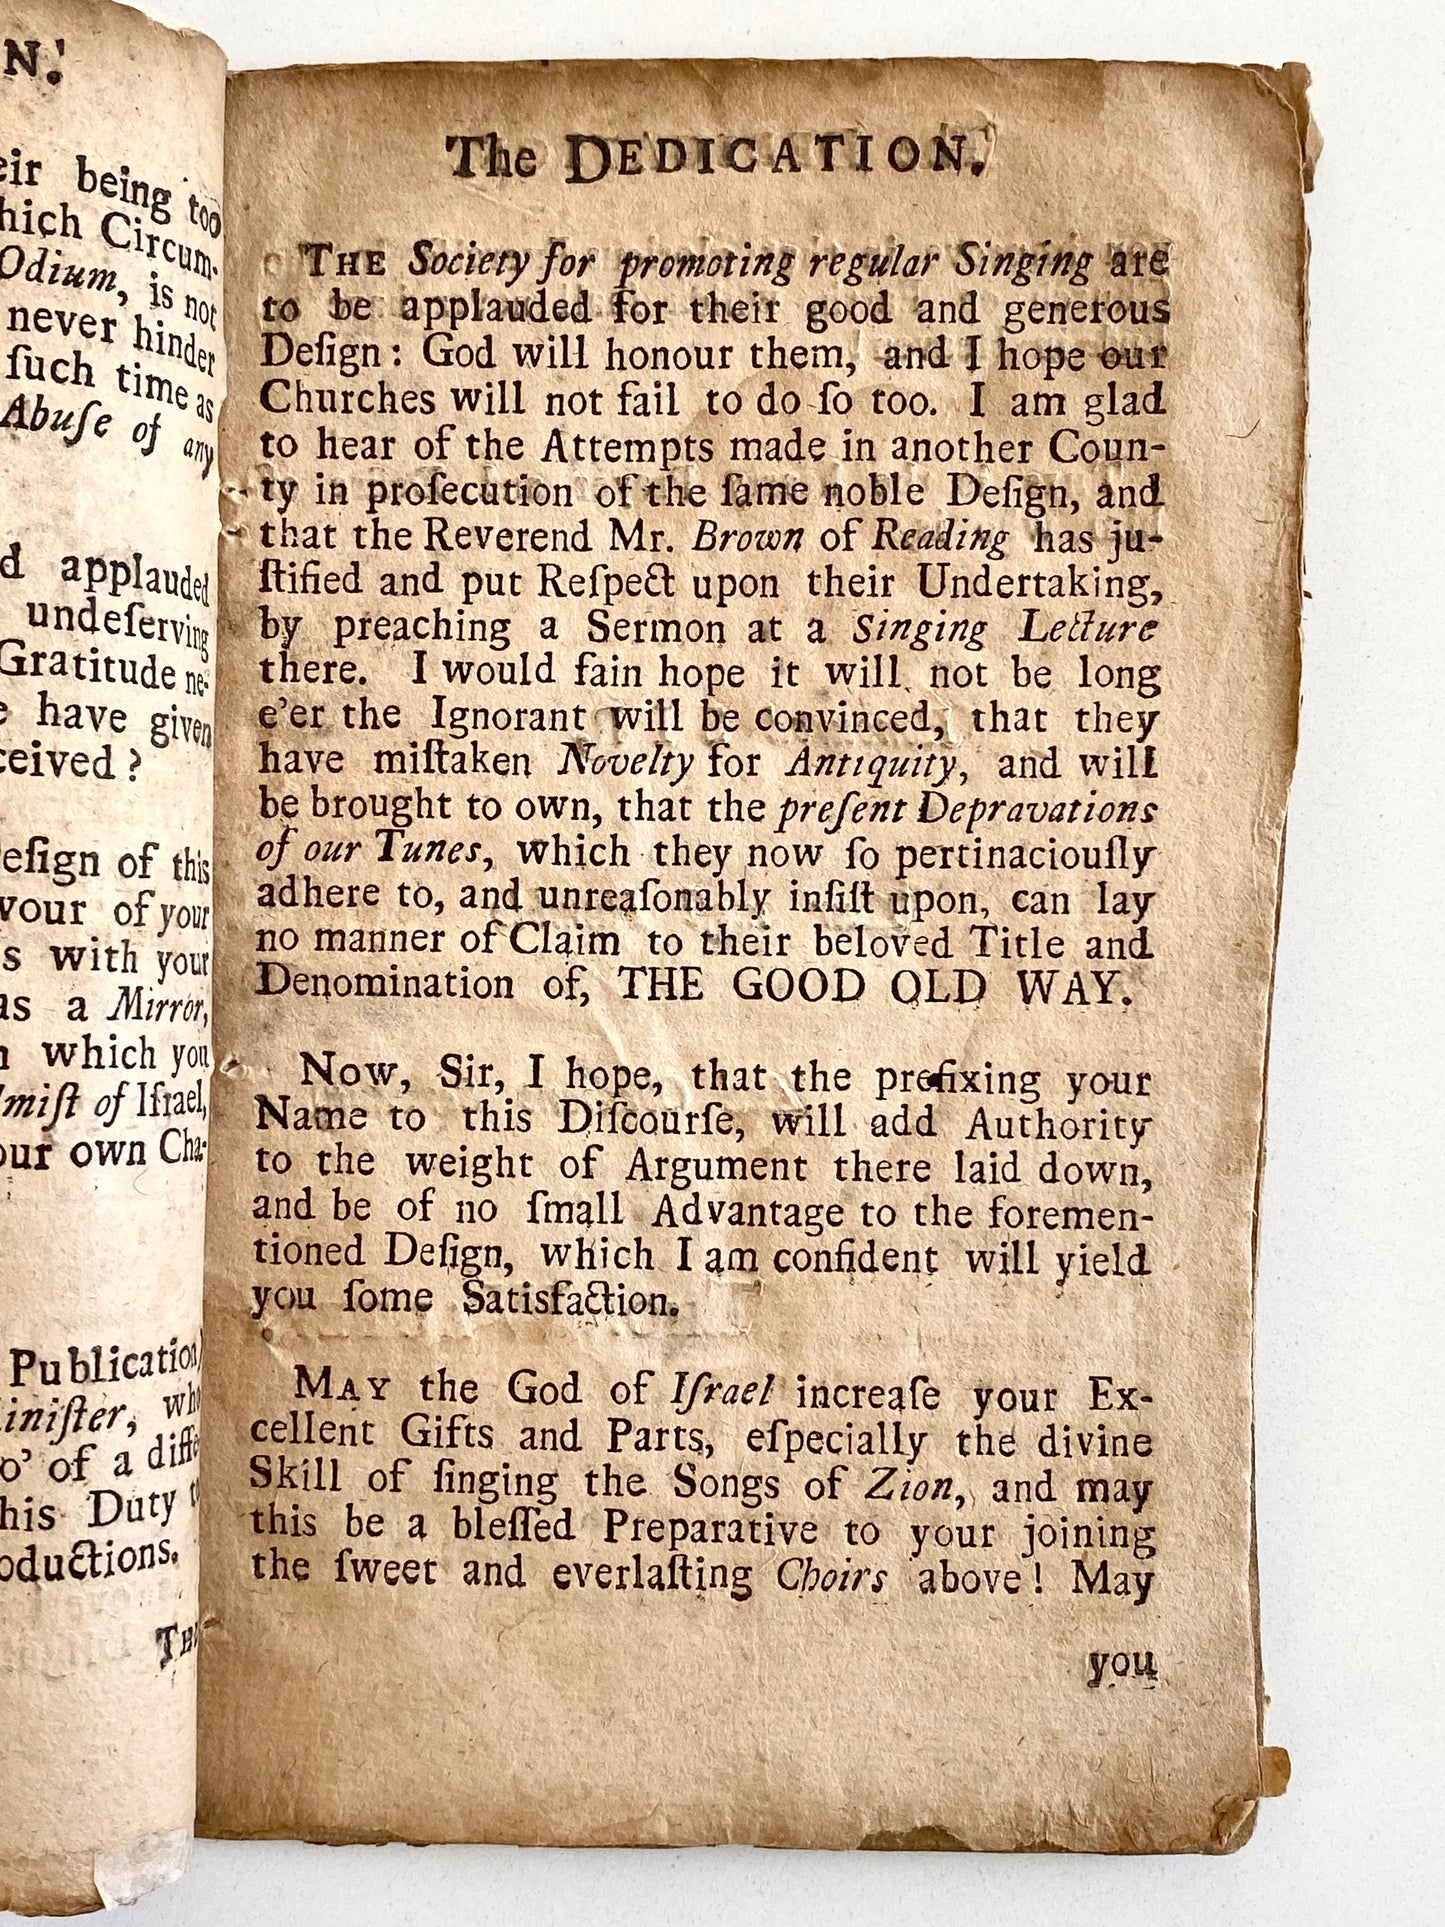 N.
eir being too
hich Circum-
Odium, is not
never hinder
ſuch time as
Abuſe of any
d applauded
undeſerving
Gratitude ne-
e have given
ceived?
eſign of this
vour of your
s with your
as a Mirror,
n which you
lmiſt of Iſrael,
our own Cha-
Publication
iniſter, who
o' of a diffe
his Duty t
oductions.
THE
The DEDICATION.
THE Society for promoting regular Singing are
to be applauded for their good and generous
Deſign: God will honour them, and I hope our
Churches will not fail to do ſo too. I am glad
to hear of the Attempts made in another Coun-
ty in proſecution of the ſame noble Deſign, and
that the Reverend Mr. Brown of Reading has ju-
ſtified and put Reſpect upon their Undertaking,
by preaching a Sermon at a Singing Lecture
there. I would fain hope it will not be long
e'er the Ignorant will be convinced, that they
have miſtaken Novelty for Antiquity, and will
be brought to own, that the preſent Depravations
of our Tunes, which they now ſo pertinaciouſly
adhere to, and unreaſonably inſiſt upon, can lay
no manner of Claim to their beloved Title and
Denomination of, THE GOOD OLD WAY.
NOW, Sir, I hope, that the prefixing your
Name to this Diſcourſe, will add Authority
to the weight of Argument there laid down,
and be of no ſmall Advantage to the foremen-
tioned Deſign, which I am confident will yield
you ſome Satisfaction.
MAY the God of Iſrael increaſe your Ex-
cellent Gifts and Parts, eſpecially the divine
Skill of ſinging the Songs of Zion, and may
this be a bleſſed Preparative to your joining
the ſweet and everlaſting Choirs above! May
you